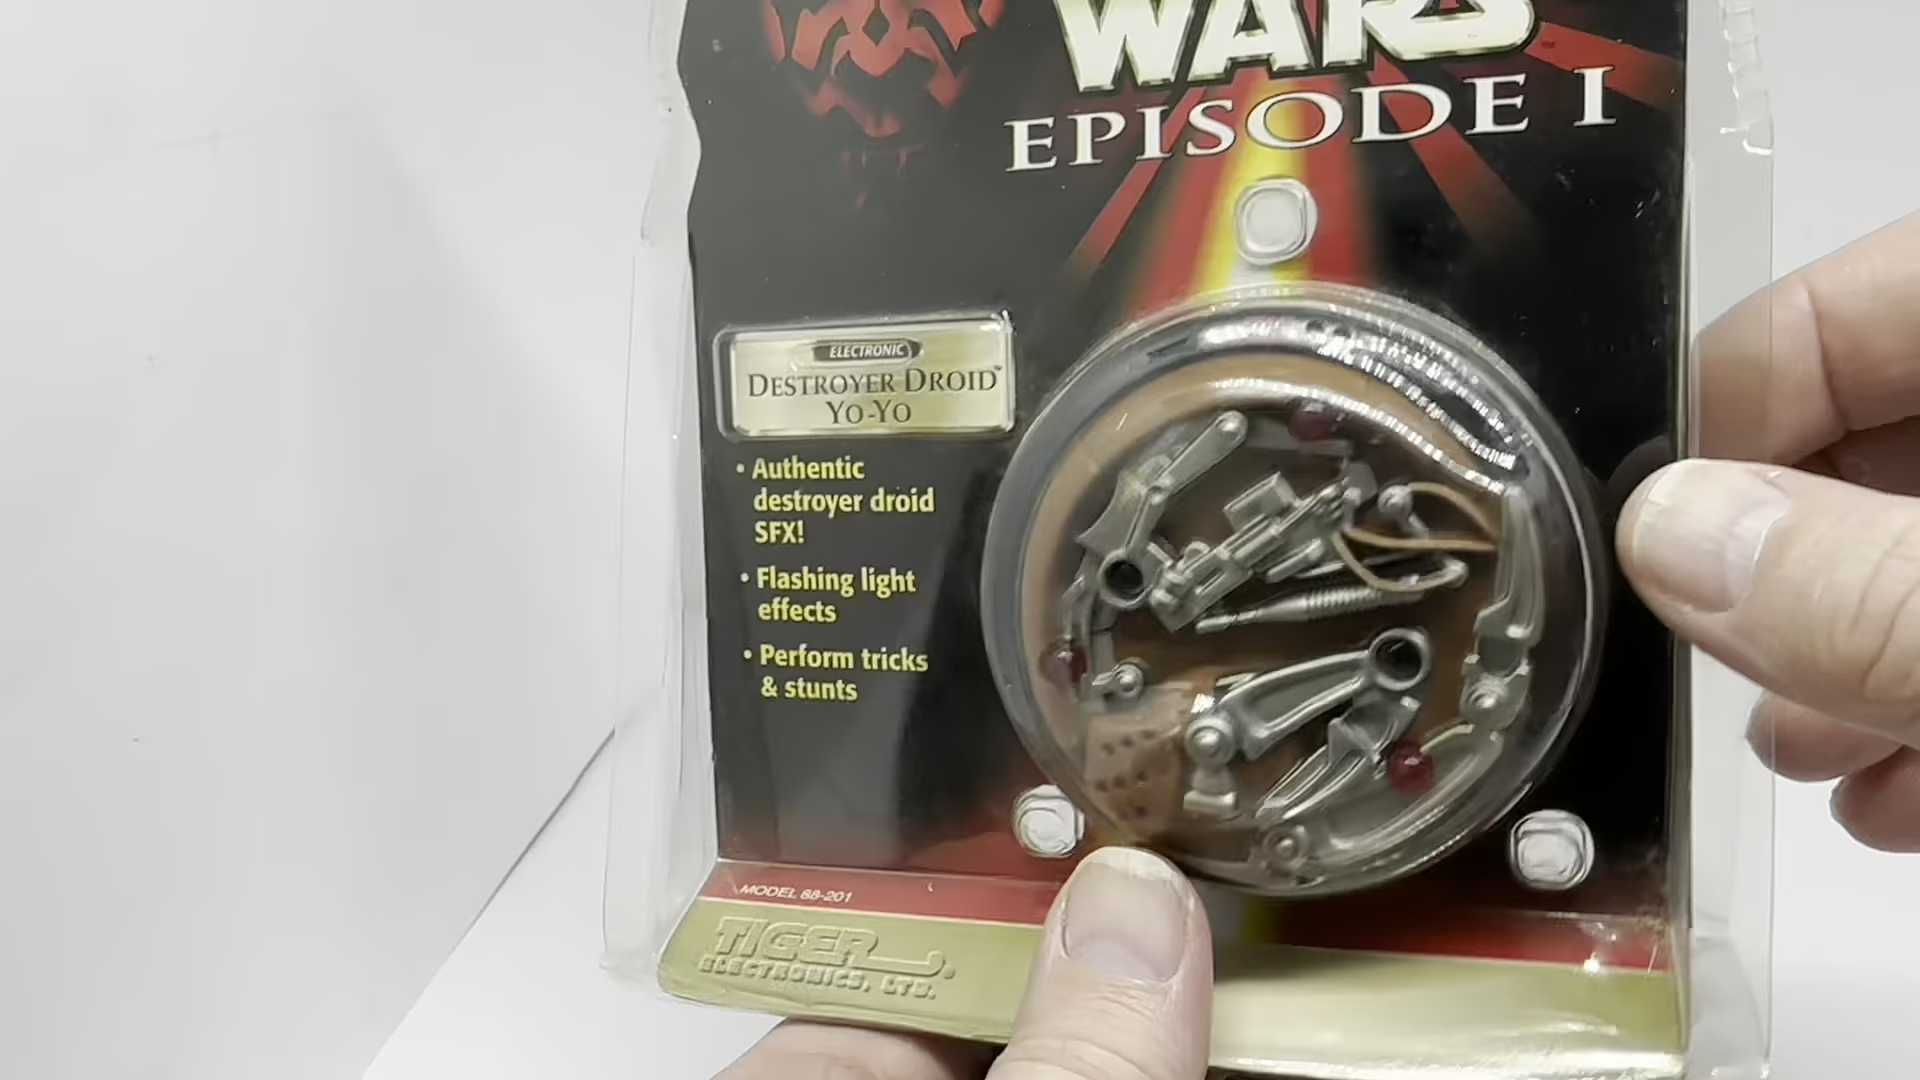 WARS
EPISODE I
ELECTRONIC
DESTROYER DROID™
YO-YO
• Authentic
destroyer droid
SFX!
• Flashing light
effects
• Perform tricks
& stunts
MODEL 88-201
TIGER
ELECTRONICS, LTD.